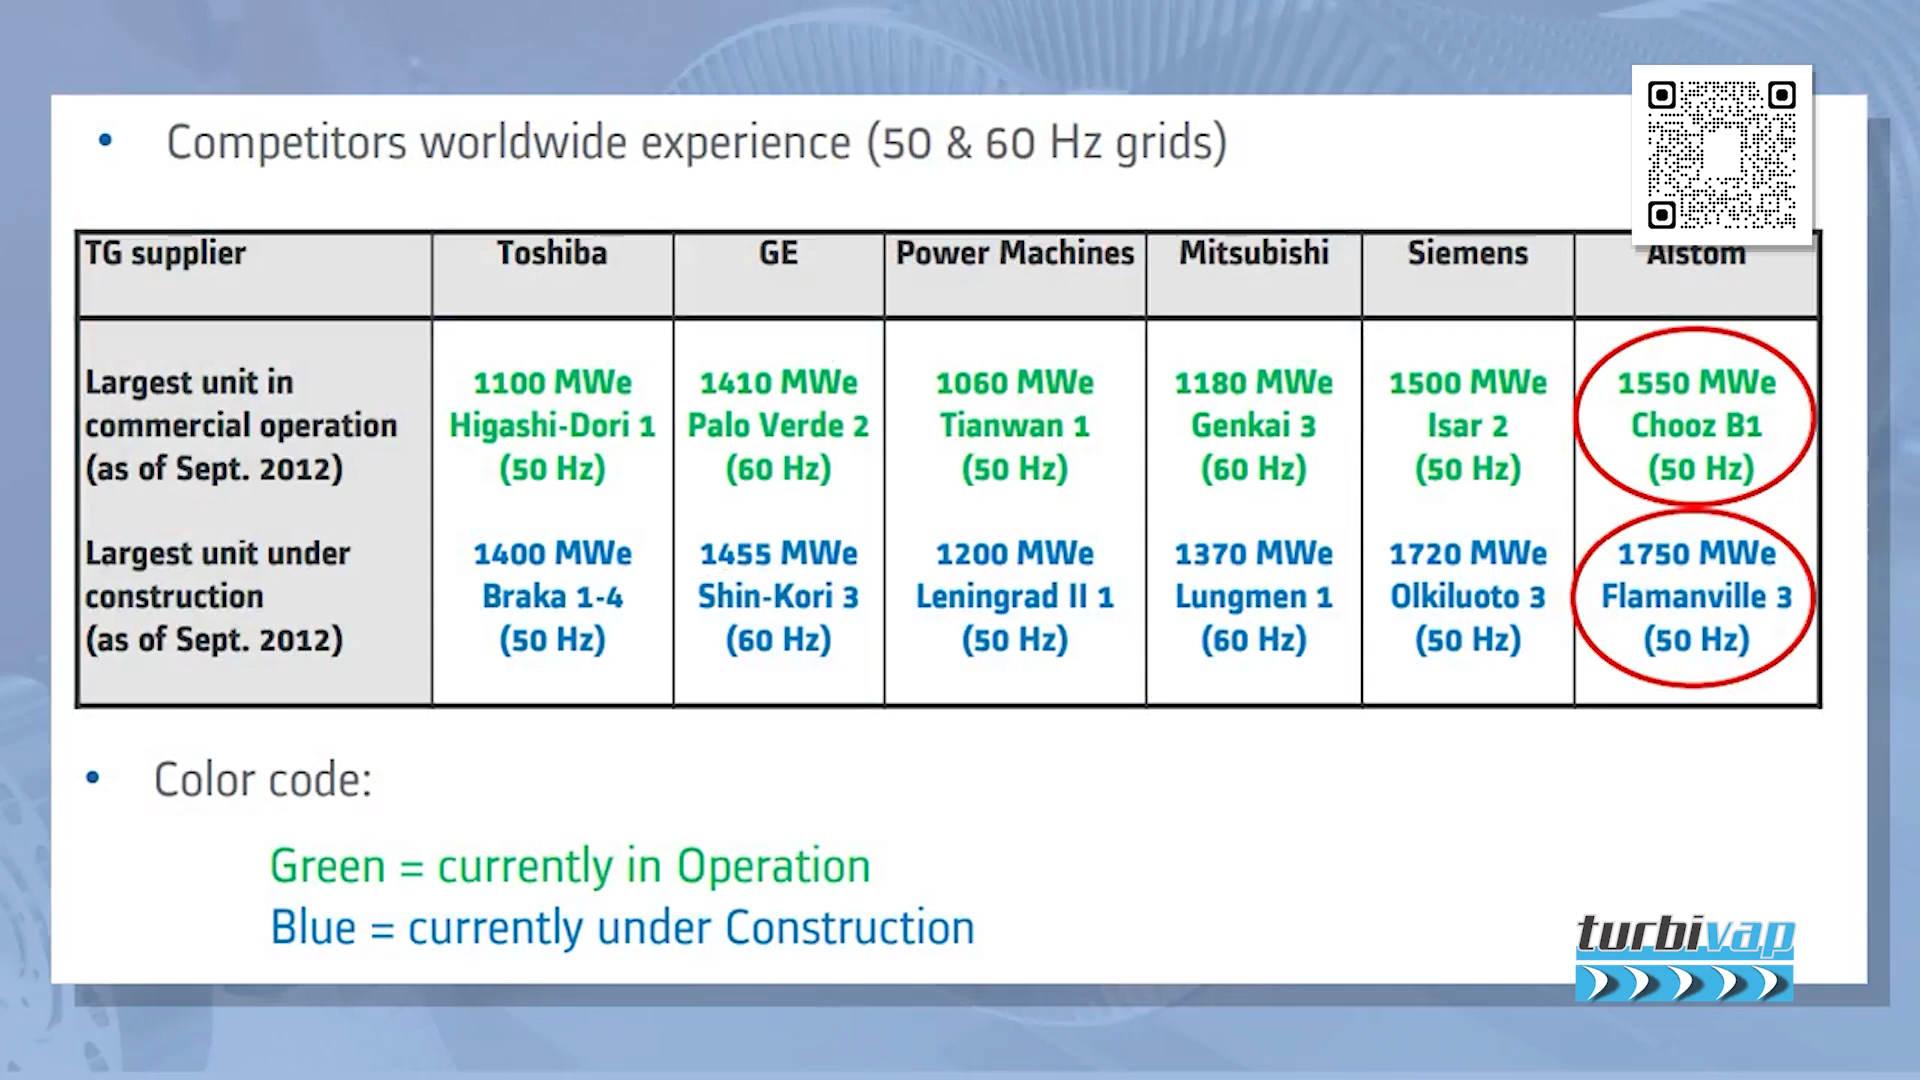 • Competitors worldwide experience (50 & 60 Hz grids)
TG supplier Toshiba GE Power Machines Mitsubishi Siemens Alstom
Largest unit in 1100 MWe 1410 MWe 1060 MWe 1180 MWe 1500 MWe 1550 MWe
commercial operation Higashi-Dori 1 Palo Verde 2 Tianwan 1 Genkai 3 Isar 2 Chooz B1
(as of Sept. 2012) (50 Hz) (60 Hz) (50 Hz) (60 Hz) (50 Hz) (50 Hz)
Largest unit under 1400 MWe 1455 MWe 1200 MWe 1370 MWe 1720 MWe 1750 MWe
construction Braka 1-4 Shin-Kori 3 Leningrad II 1 Lungmen 1 Olkiluoto 3 Flamanville 3
(as of Sept. 2012) (50 Hz) (60 Hz) (50 Hz) (60 Hz) (50 Hz) (50 Hz)
• Color code:
Green = currently in Operation
Blue = currently under Construction
turbivap